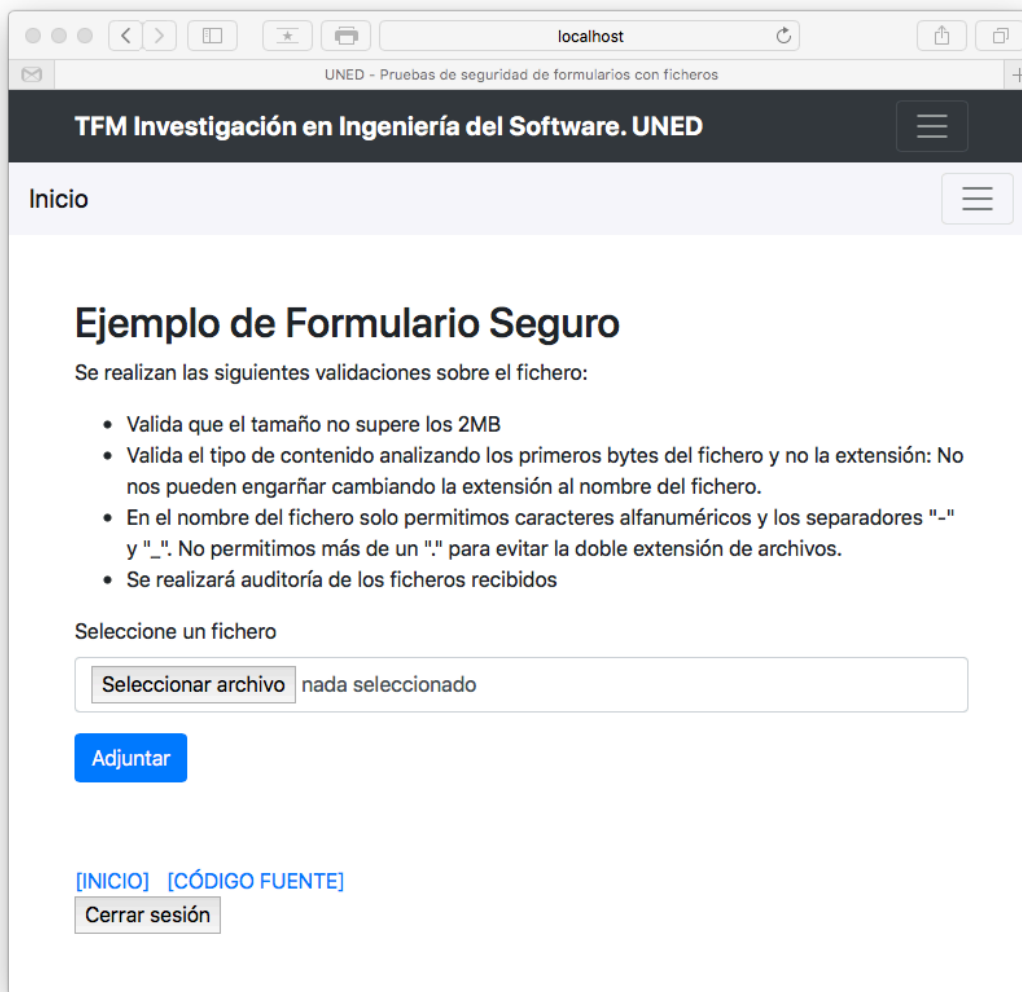 localhost
UNED - Pruebas de seguridad de formularios con ficheros
TFM Investigación en Ingeniería del Software. UNED
Inicio
Ejemplo de Formulario Seguro
Se realizan las siguientes validaciones sobre el fichero:
• Valida que el tamaño no supere los 2MB
• Valida el tipo de contenido analizando los primeros bytes del fichero y no la extensión: No
nos pueden engarñar cambiando la extensión al nombre del fichero.
• En el nombre del fichero solo permitimos caracteres alfanuméricos y los separadores "-"
y "_". No permitimos más de un "." para evitar la doble extensión de archivos.
• Se realizará auditoría de los ficheros recibidos
Seleccione un fichero
Seleccionar archivo nada seleccionado
Adjuntar
[INICIO] [CÓDIGO FUENTE]
Cerrar sesión